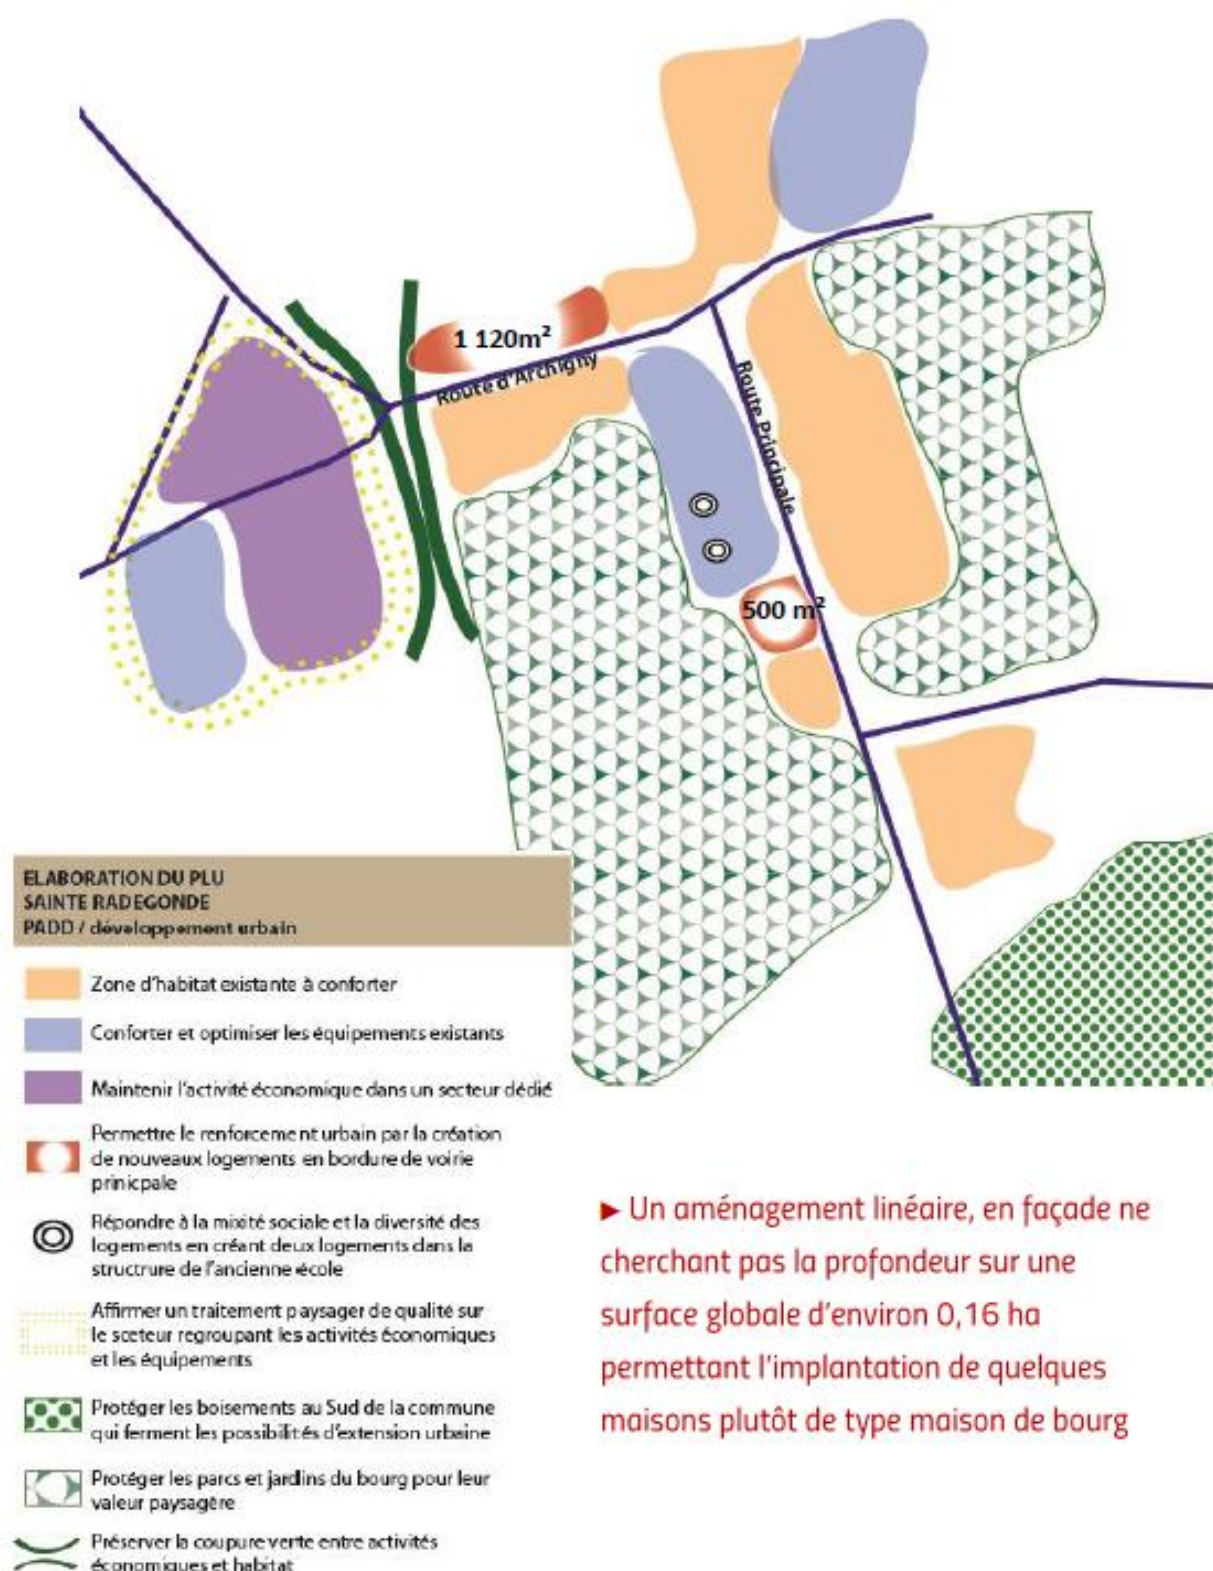 1 120m²
Route d'Archigny
Route Principale
500 m²
ELABORATION DU PLU
SAINTE RADEGONDE
PADD / développement urbain
Zone d'habitat existante à conforter
Conforter et optimiser les équipements existants
Maintenir l'activité économique dans un secteur dédié
Permettre le renforcement urbain par la création
de nouveaux logements en bordure de voirie
prinicpale
Répondre à la mixité sociale et la diversité des
logements en créant deux logements dans la
structrure de l'ancienne école
Affirmer un traitement paysager de qualité sur
le sceteur regroupant les activités économiques
et les équipements
Protéger les boisements au Sud de la commune
qui ferment les possibilités d'extension urbaine
Protéger les parcs et jardins du bourg pour leur
valeur paysagère
Préserver la coupure verte entre activités
économiques et habitat
► Un aménagement linéaire, en façade ne
cherchant pas la profondeur sur une
surface globale d'environ 0,16 ha
permettant l'implantation de quelques
maisons plutôt de type maison de bourg